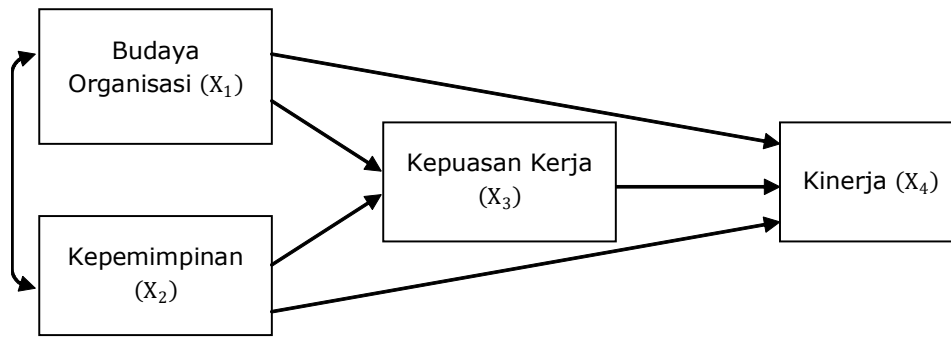 Budaya
Organisasi (X₁)
Kepuasan Kerja
(X₃)
Kinerja (X₄)
Kepemimpinan
(X₂)